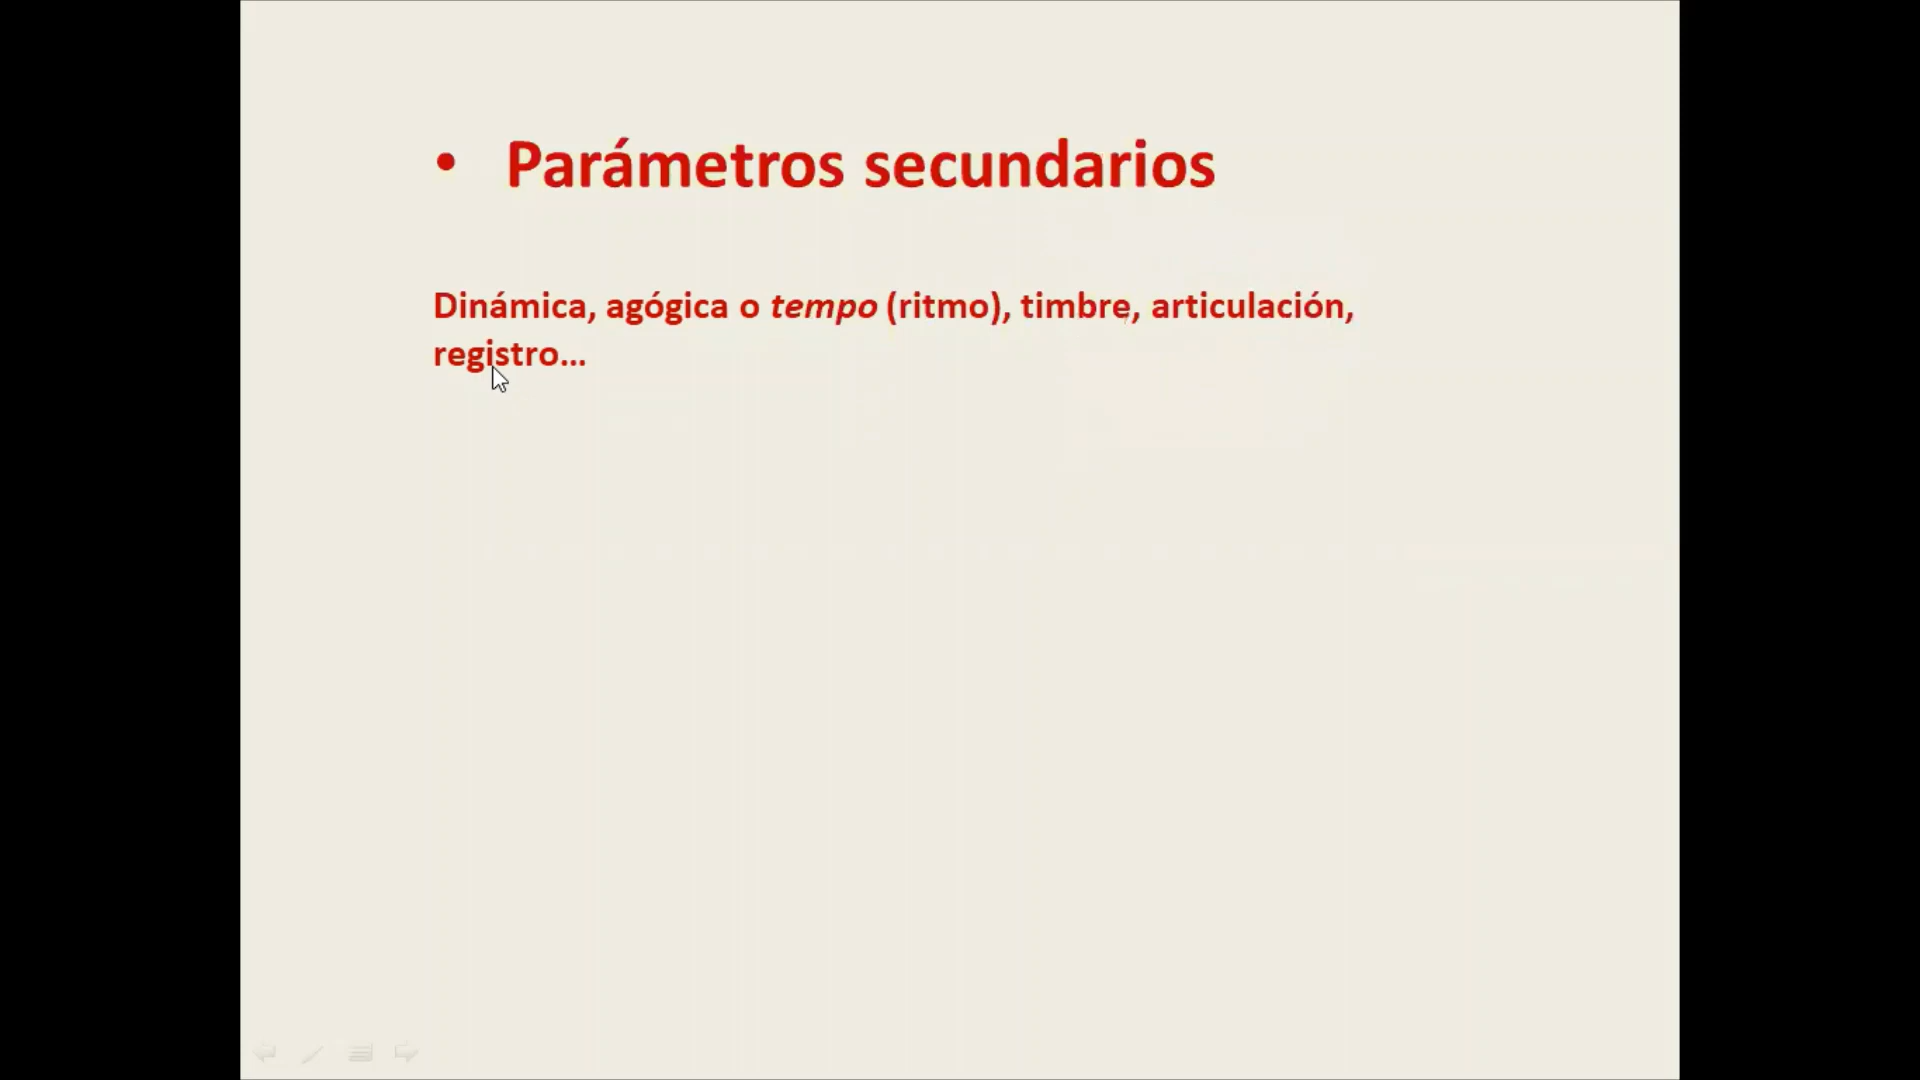 • Parámetros secundarios
Dinámica, agógica o tempo (ritmo), timbre, articulación,
registro...